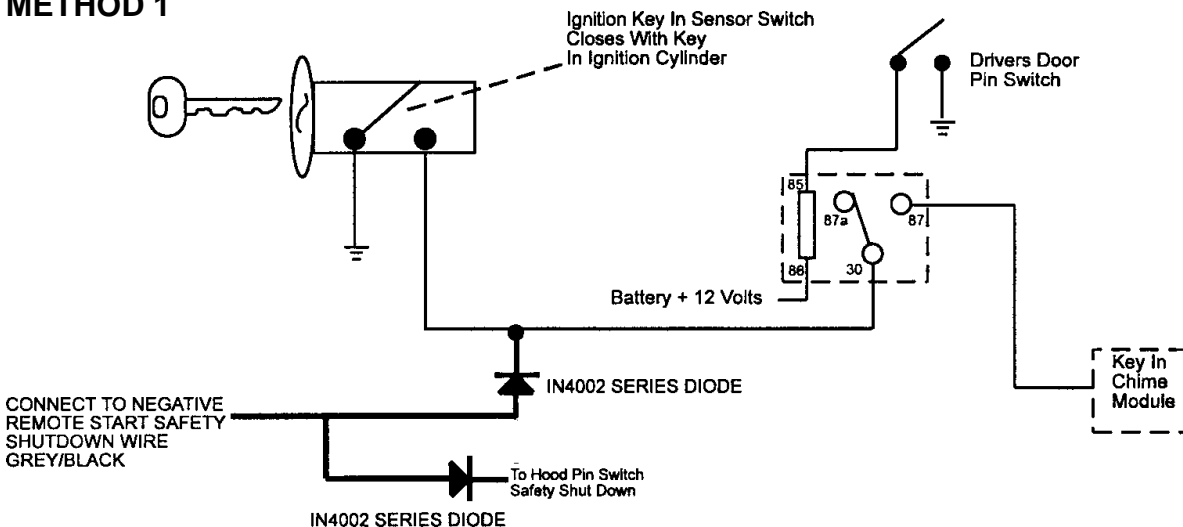 METHOD 1
Ignition Key In Sensor Switch
Closes With Key
In Ignition Cylinder
Drivers Door
Pin Switch
85
87a
87
86
30
Battery + 12 Volts
Key In
Chime
Module
IN4002 SERIES DIODE
CONNECT TO NEGATIVE
REMOTE START SAFETY
SHUTDOWN WIRE
GREY/BLACK
To Hood Pin Switch
Safety Shut Down
IN4002 SERIES DIODE